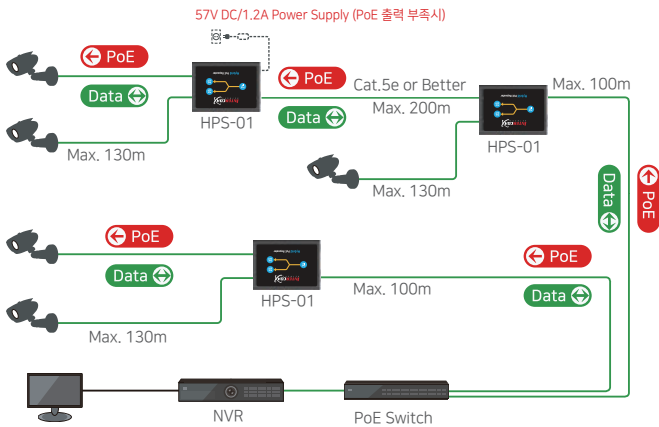 57V DC/1.2A Power Supply (PoE 출력 부족시)
PoE
Data
HPS-01
Max. 130m
PoE
Data
Cat.5e or Better
Max. 200m
HPS-01
Max. 100m
Max. 130m
Data
PoE
PoE
Data
HPS-01
Max. 130m
Max. 100m
PoE
Data
NVR
PoE Switch